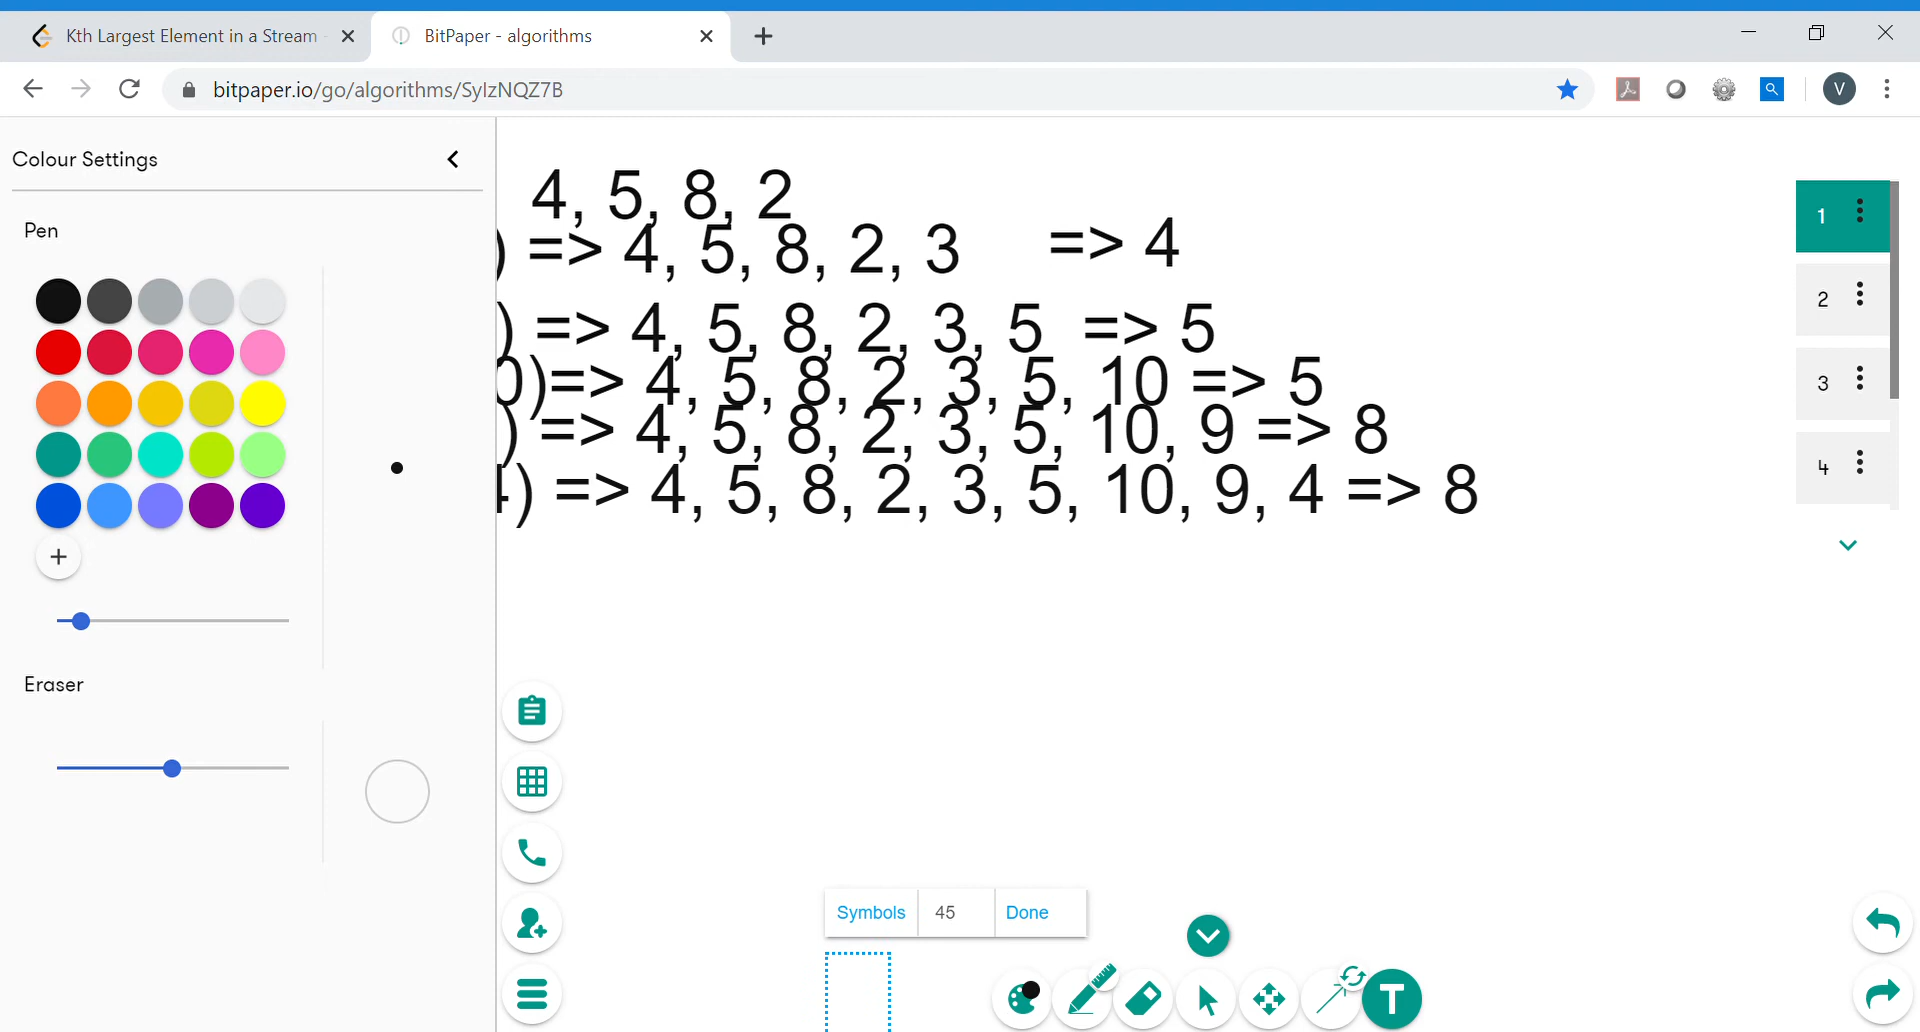 Kth Largest Element in a Stream -
BitPaper - algorithms
bitpaper.io/go/algorithms/SyIzNQZ7B
V
Colour Settings
Pen
Eraser
4, 5, 8, 2
) => 4, 5, 8, 2, 3 => 4
) => 4, 5, 8, 2, 3, 5 => 5
0)=> 4, 5, 8, 2, 3, 5, 10 => 5
) => 4, 5, 8, 2, 3, 5, 10, 9 => 8
4) => 4, 5, 8, 2, 3, 5, 10, 9, 4 => 8
1
2
3
4
Symbols 45 Done
T